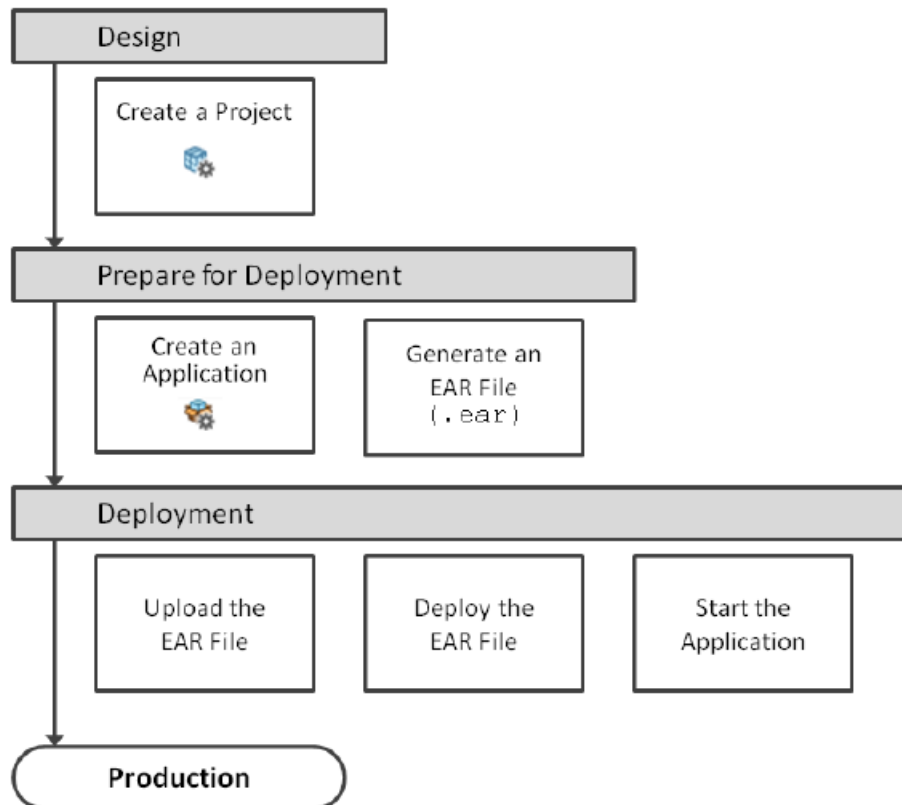 Design
Create a Project
Prepare for Deployment
Create an
Application
Generate an
EAR File
(.ear)
Deployment
Upload the
EAR File
Deploy the
EAR File
Start the
Application
Production